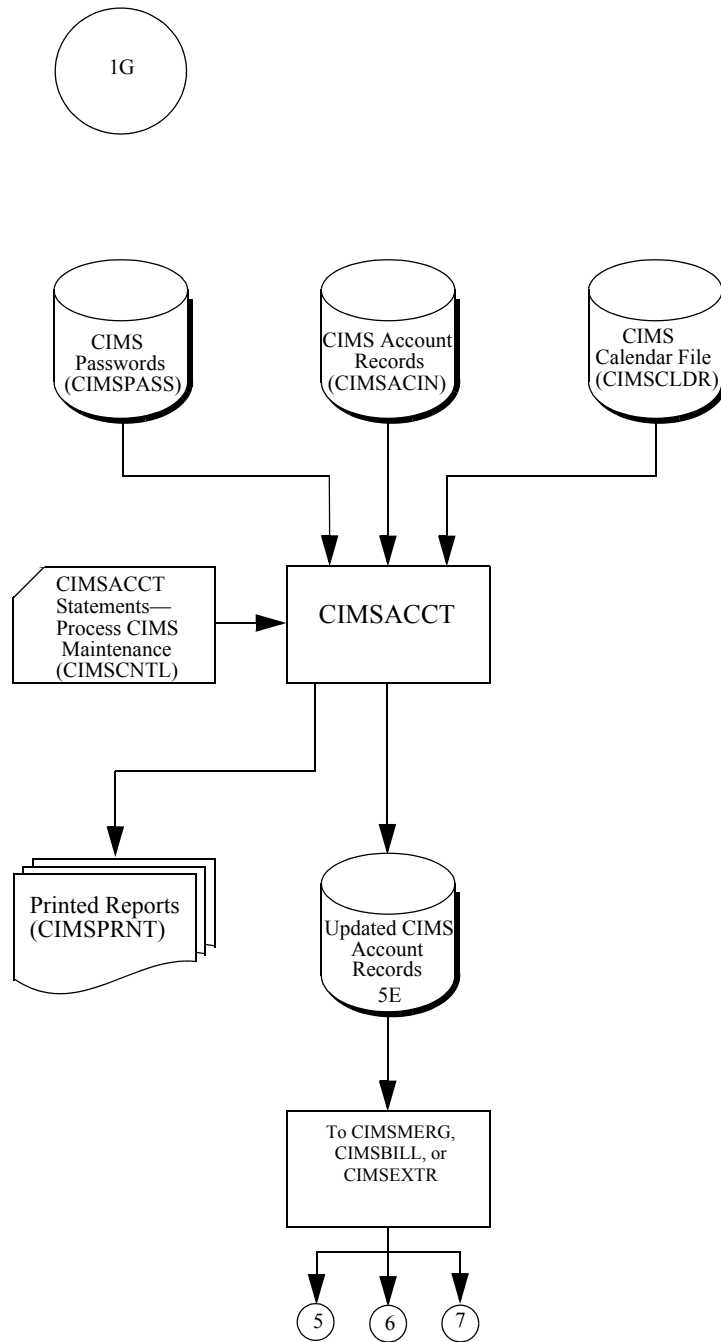 1G
CIMS
Passwords
(CIMSPASS)
CIMS Account
Records
(CIMSACIN)
CIMS
Calendar File
(CIMSCLDR)
CIMSACCT
Statements—
Process CIMS
Maintenance
(CIMSCNTL)
CIMSACCT
Printed Reports
(CIMSPRNT)
Updated CIMS
Account
Records
5E
To CIMSMERG,
CIMSBILL, or
CIMSEXTR
5
6
7